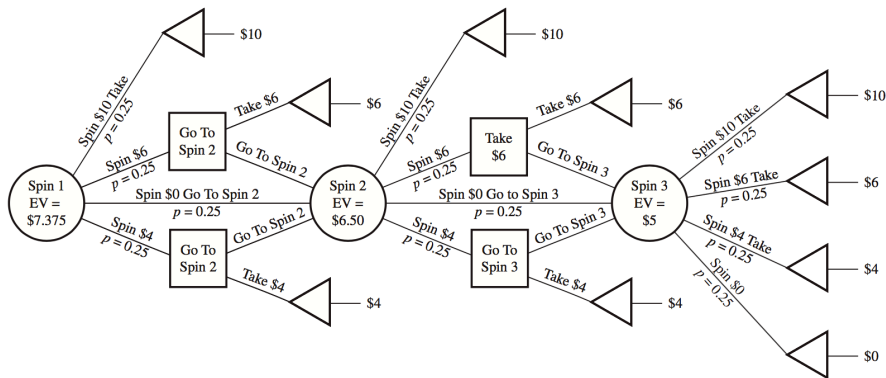 $10
Spin $10 Take
p = 0.25
Take $6
$6
Go To
Spin 2
Spin $6
p = 0.25
Go To Spin 2
Spin 1
EV =
$7.375
Spin $0 Go To Spin 2
p = 0.25
Spin $4
p = 0.25
Go To
Spin 2
Go To Spin 2
Take $4
$4
$10
Spin $10 Take
p = 0.25
Take $6
$6
Take
$6
Spin $6
p = 0.25
Go To Spin 3
Spin 2
EV =
$6.50
Spin $0 Go to Spin 3
p = 0.25
Spin $4
p = 0.25
Go To
Spin 3
Go To Spin 3
Take $4
$4
Spin 3
EV =
$5
Spin $10 Take
p = 0.25
$10
Spin $6 Take
p = 0.25
$6
Spin $4 Take
p = 0.25
$4
Spin $0
p = 0.25
$0